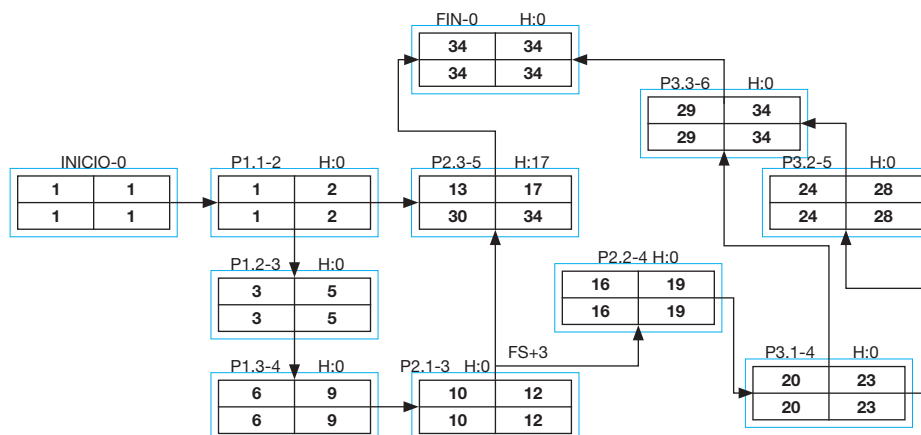 FIN-0 H:0
34 34
34 34
P3.3-6 H:0
29 34
29 34
INICIO-0
1 1
1 1
P1.1-2 H:0
1 2
1 2
P2.3-5 H:17
13 17
30 34
P3.2-5 H:0
24 28
24 28
P1.2-3 H:0
3 5
3 5
P2.2-4 H:0
16 19
16 19
FS+3
P1.3-4 H:0
6 9
6 9
P2.1-3 H:0
10 12
10 12
P3.1-4 H:0
20 23
20 23